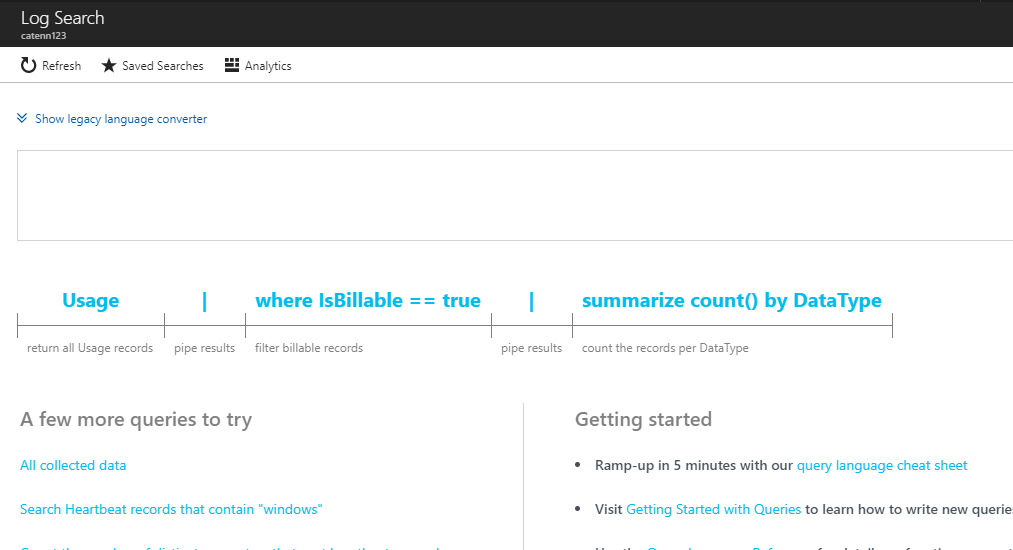 Log Search
catenn123
Refresh Saved Searches Analytics
Show legacy language converter
Usage | where IsBillable == true | summarize count() by DataType
return all Usage records pipe results filter billable records pipe results count the records per DataType
A few more queries to try
All collected data
Search Heartbeat records that contain "windows"
Getting started
• Ramp-up in 5 minutes with our query language cheat sheet
• Visit Getting Started with Queries to learn how to write new queries